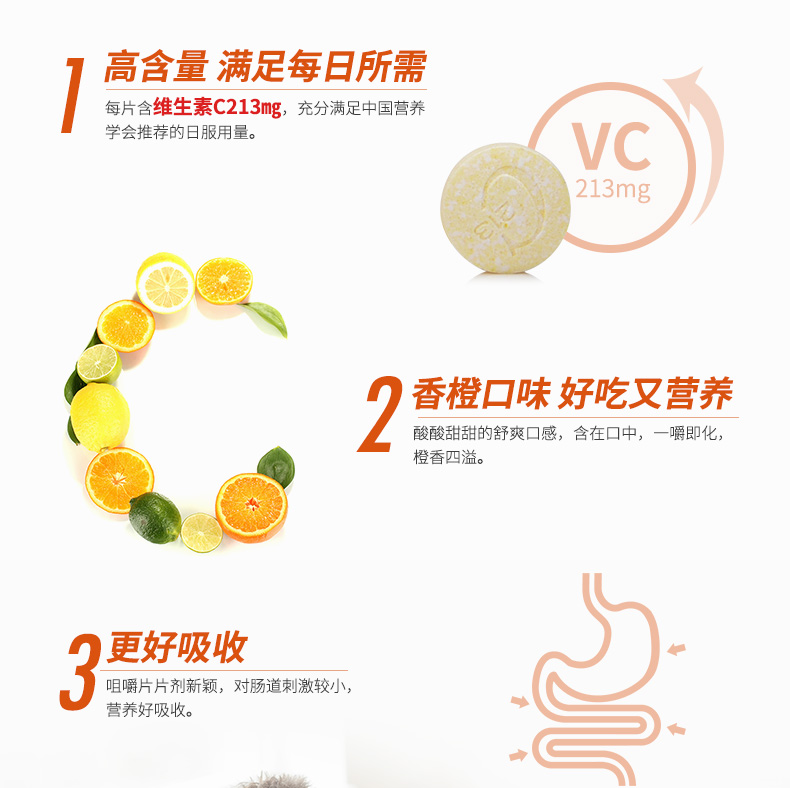 1 高含量 满足每日所需
每片含维生素C213mg，充分满足中国营养
学会推荐的日服用量。
VC
213mg
213
2 香橙口味 好吃又营养
酸酸甜甜的舒爽口感，含在口中，一嚼即化，
橙香四溢。
3 更好吸收
咀嚼片片剂新颖，对肠道刺激较小，
营养好吸收。